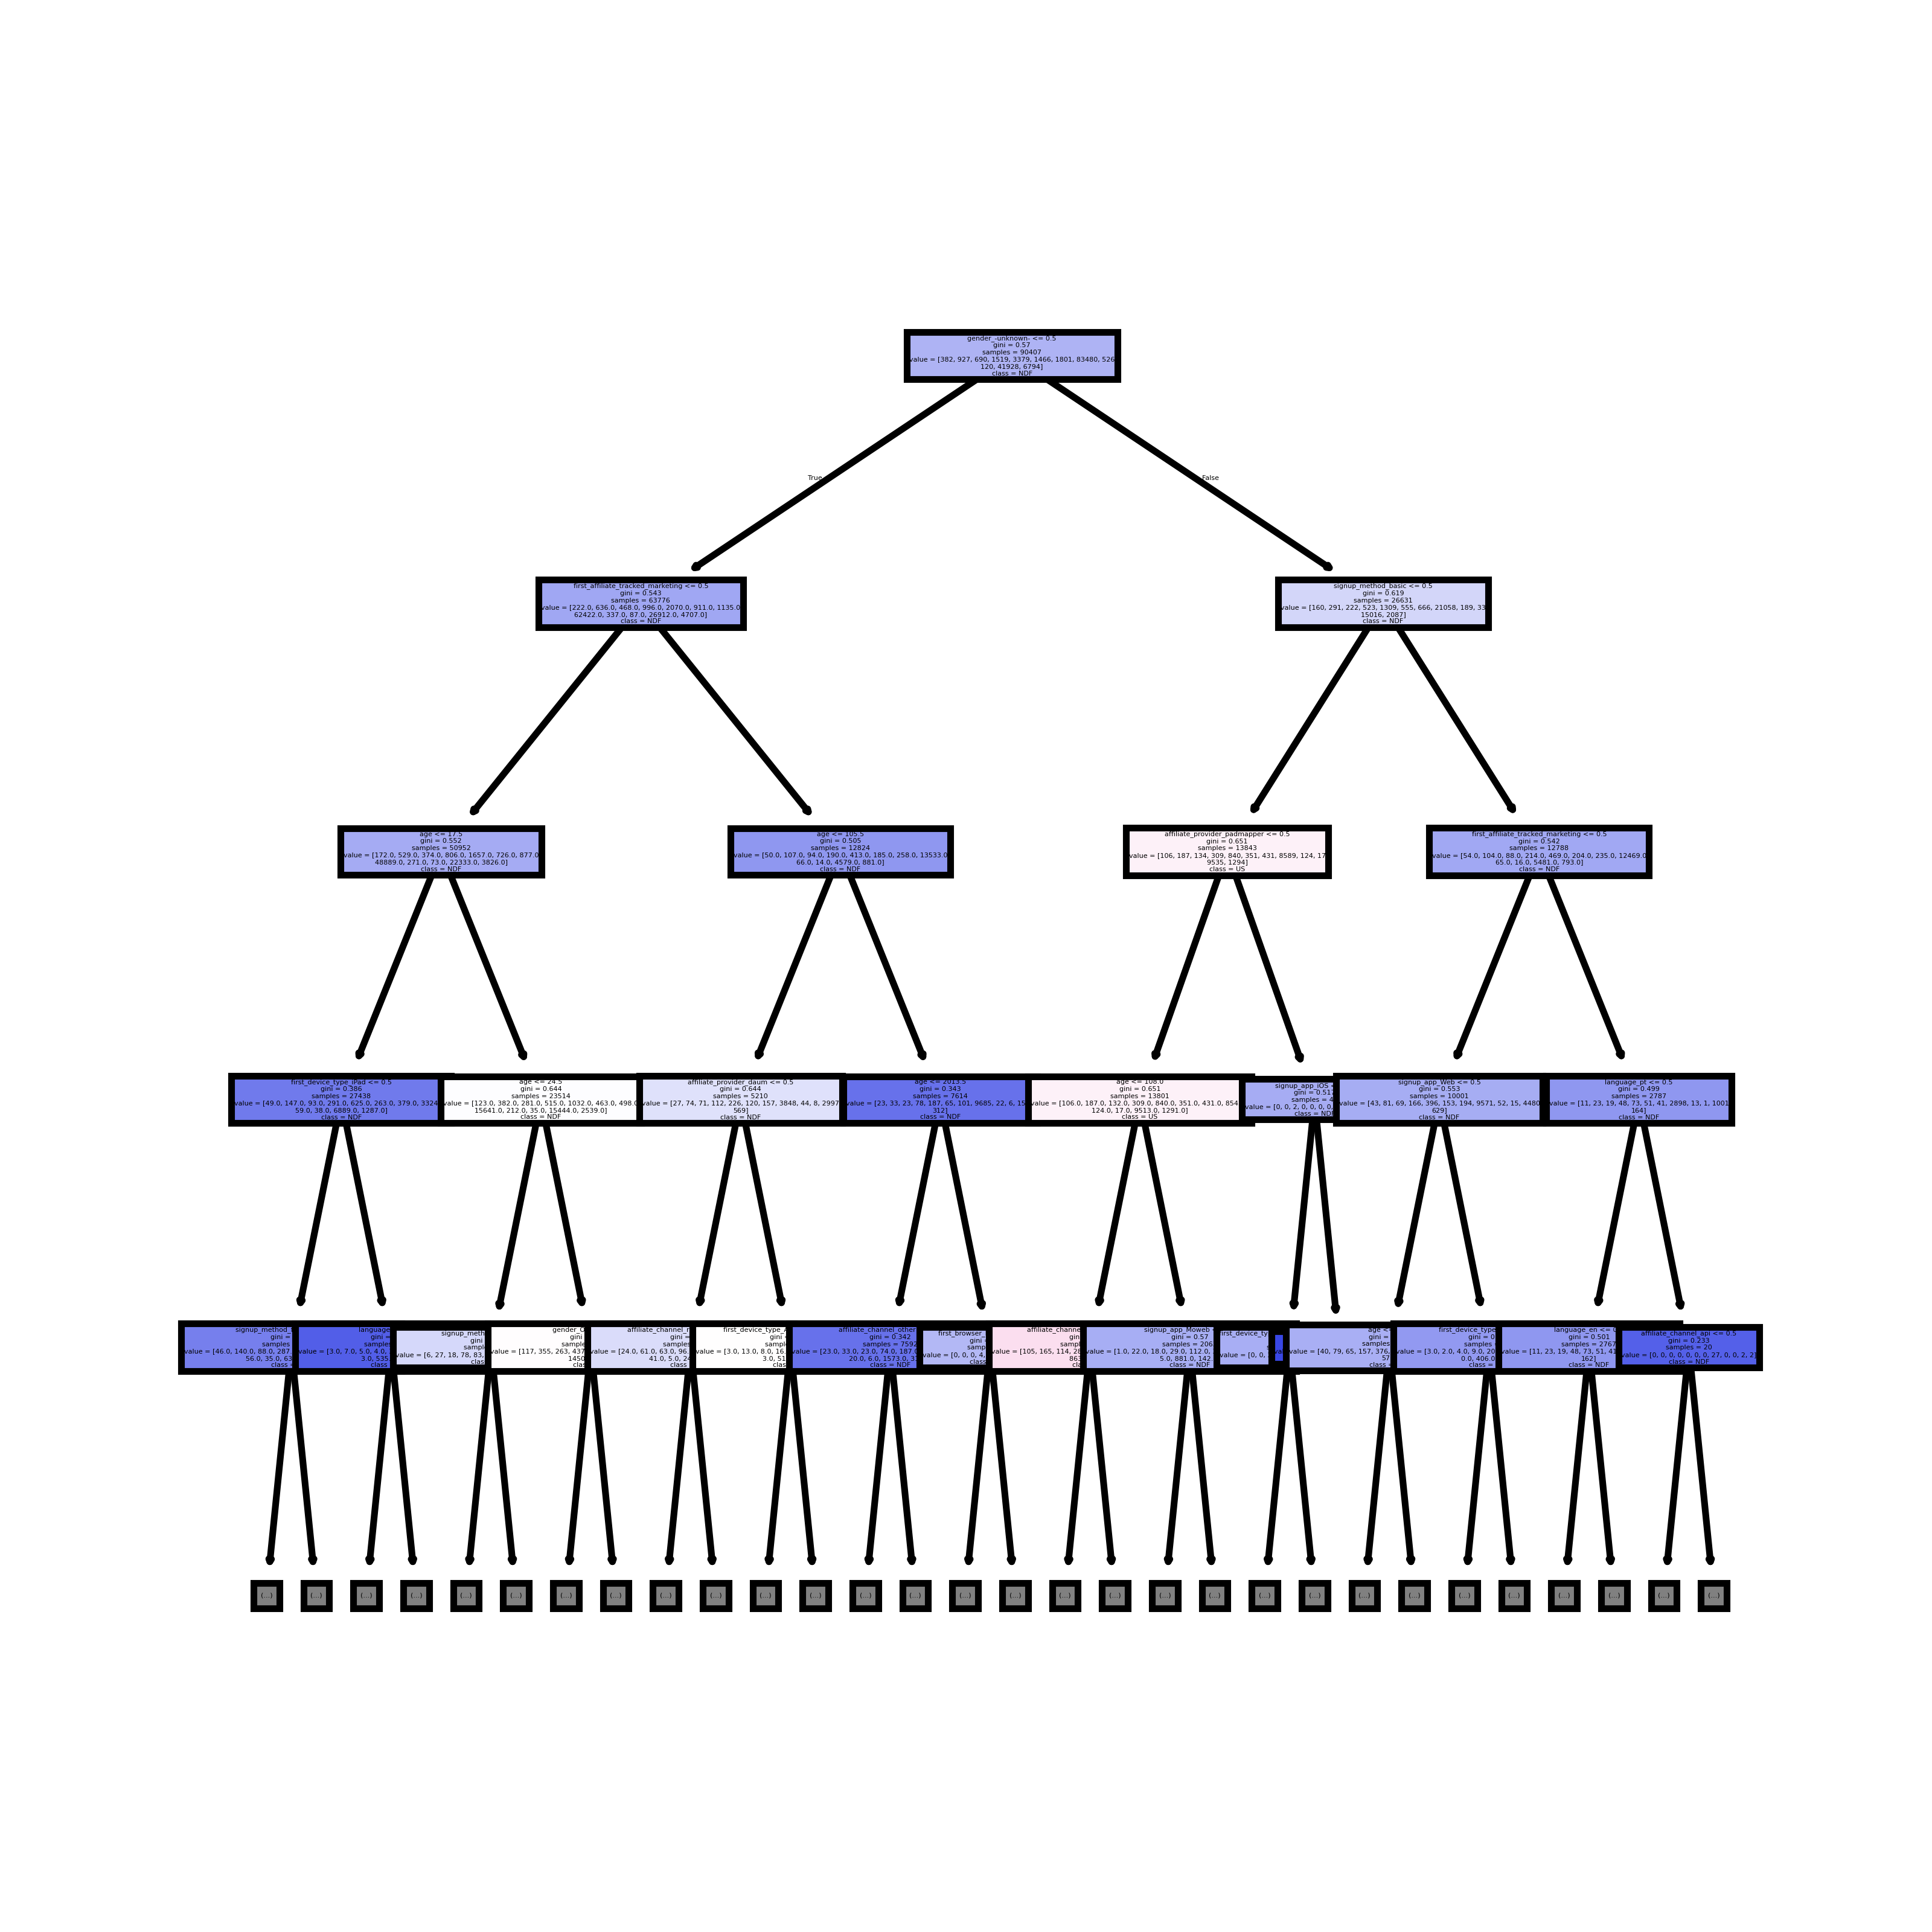 gender_-unknown- <= 0.5
gini = 0.57
samples = 90407
value = [382, 927, 690, 1519, 3379, 1466, 1801, 83480, 526
120, 41928, 6794]
class = NDF
True
False
first_affiliate_tracked_marketing <= 0.5
gini = 0.543
samples = 63776
value = [222.0, 636.0, 468.0, 996.0, 2070.0, 911.0, 1135.0
62422.0, 337.0, 87.0, 26912.0, 4707.0]
class = NDF
signup_method_basic <= 0.5
gini = 0.619
samples = 26631
value = [160, 291, 222, 523, 1309, 555, 666, 21058, 189, 33
15016, 2087]
class = NDF
age <= 17.5
gini = 0.552
samples = 50952
value = [172.0, 529.0, 374.0, 806.0, 1657.0, 726.0, 877.0
48889.0, 271.0, 73.0, 22333.0, 3826.0]
class = NDF
age <= 105.5
gini = 0.505
samples = 12824
value = [50.0, 107.0, 94.0, 190.0, 413.0, 185.0, 258.0, 13533.0
66.0, 14.0, 4579.0, 881.0]
class = NDF
affiliate_provider_padmapper <= 0.5
gini = 0.651
samples = 13843
value = [106, 187, 134, 309, 840, 351, 431, 8589, 124, 17
9535, 1294]
class = US
first_affiliate_tracked_marketing <= 0.5
gini = 0.542
samples = 12788
value = [54.0, 104.0, 88.0, 214.0, 469.0, 204.0, 235.0, 12469.0
65.0, 16.0, 5481.0, 793.0]
class = NDF
first_device_type_iPad <= 0.5
gini = 0.386
samples = 27438
value = [49.0, 147.0, 93.0, 291.0, 625.0, 263.0, 379.0, 3324
59.0, 38.0, 6889.0, 1287.0]
class = NDF
age <= 24.5
gini = 0.644
samples = 23514
value = [123.0, 382.0, 281.0, 515.0, 1032.0, 463.0, 498.0
15641.0, 212.0, 35.0, 15444.0, 2539.0]
class = NDF
affiliate_provider_daum <= 0.5
gini = 0.644
samples = 5210
value = [27, 74, 71, 112, 226, 120, 157, 3848, 44, 8, 2997
569]
class = NDF
age <= 2013.5
gini = 0.343
samples = 7614
value = [23, 33, 23, 78, 187, 65, 101, 9685, 22, 6, 15
312]
class = NDF
age <= 108.0
gini = 0.651
samples = 13801
value = [106.0, 187.0, 132.0, 309.0, 840.0, 351.0, 431.0, 854
124.0, 17.0, 9513.0, 1291.0]
class = US
signup_app_iOS
gini = 0.51
samples = 4
value = [0, 0, 2, 0, 0, 0, 0,
class = ND
signup_app_Web <= 0.5
gini = 0.553
samples = 10001
value = [43, 81, 69, 166, 396, 153, 194, 9571, 52, 15, 4480
629]
class = NDF
language_pt <= 0.5
gini = 0.499
samples = 2787
value = [11, 23, 19, 48, 73, 51, 41, 2898, 13, 1, 1001
164]
class = NDF
signup_method_
gini =
samples
value = [46.0, 140.0, 88.0, 287
56.0, 35.0, 63
class
language
gini =
samples
value = [3.0, 7.0, 5.0, 4.0,
3.0, 535
class
signup_meth
gini
sampl
value = [6, 27, 18, 78, 83,
class
gender_
gini
sample
value = [117, 355, 263, 437
1450
class
affiliate_channel_
gini =
sample
value = [24.0, 61.0, 63.0, 96
41.0, 5.0, 24
class
first_device_type_
gini
sampl
value = [3.0, 13.0, 8.0, 16
3.0, 51
class
affiliate_channel_other
gini = 0.342
samples = 7592
value = [23.0, 33.0, 23.0, 74.0, 187.0
20.0, 6.0, 1573.0, 3
class = NDF
first_browser_
gini =
samp
value = [0, 0, 0, 4,
class
affiliate_channe
gini
sampl
value = [105, 165, 114, 28
863
class
signup_app_Moweb
gini = 0.57
samples = 206
value = [1.0, 22.0, 18.0, 29.0, 112.0,
5.0, 881.0, 142
class = NDF
first_device_ty
value = [0, 0,
age <
gini =
samples
value = [40, 79, 65, 157, 376,
57
class
first_device_type
gini = 0
samples
value = [3.0, 2.0, 4.0, 9.0, 20
0.0, 406.0
class =
language_en <= 0
gini = 0.501
samples = 2767
value = [11, 23, 19, 48, 73, 51, 41
162]
class = NDF
affiliate_channel_api <= 0.5
gini = 0.233
samples = 20
value = [0, 0, 0, 0, 0, 0, 0, 27, 0, 0, 2, 2]
class = NDF
(...) (...) (...) (...) (...) (...) (...) (...) (...) (...) (...) (...) (...) (...) (...) (...) (...) (...) (...) (...) (...) (...) (...) (...) (...) (...) (...) (...) (...) (...)